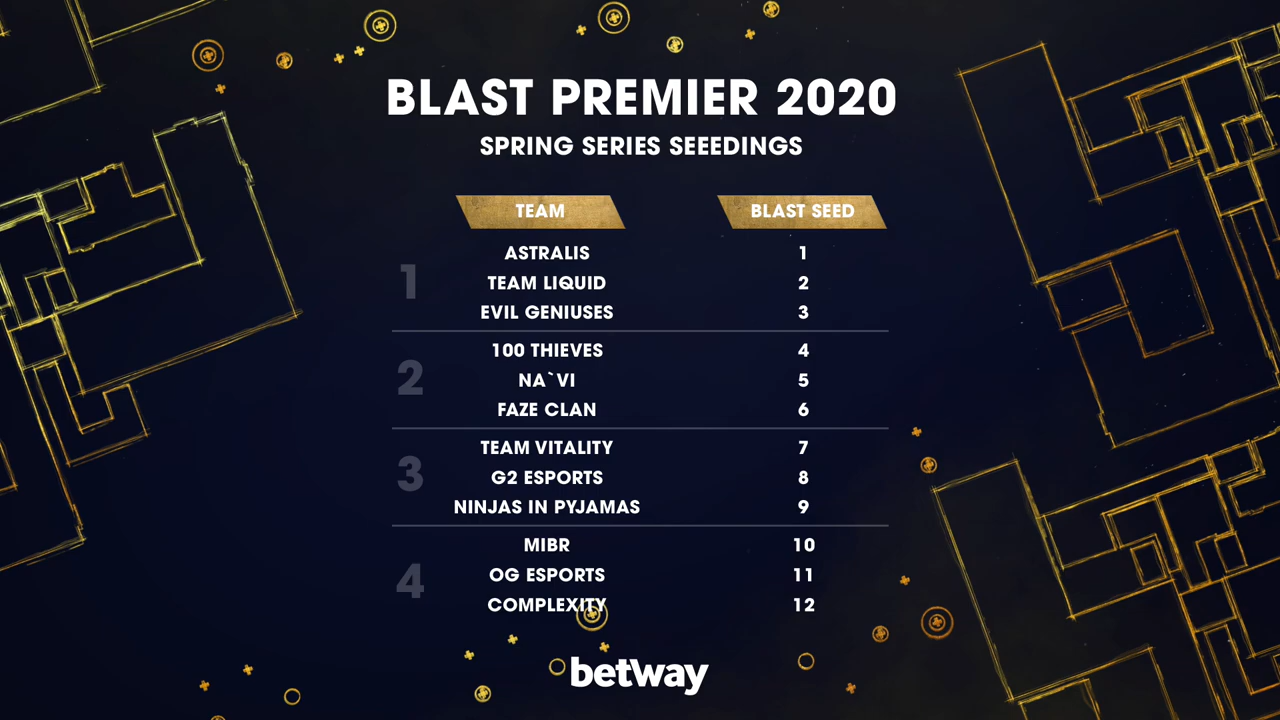 BLAST PREMIER 2020
SPRING SERIES SEEEDINGS
TEAM BLAST SEED
1
ASTRALIS 1
TEAM LIQUID 2
EVIL GENIUSES 3
2
100 THIEVES 4
NA`VI 5
FAZE CLAN 6
3
TEAM VITALITY 7
G2 ESPORTS 8
NINJAS IN PYJAMAS 9
4
MIBR 10
OG ESPORTS 11
COMPLEXITY 12
betway